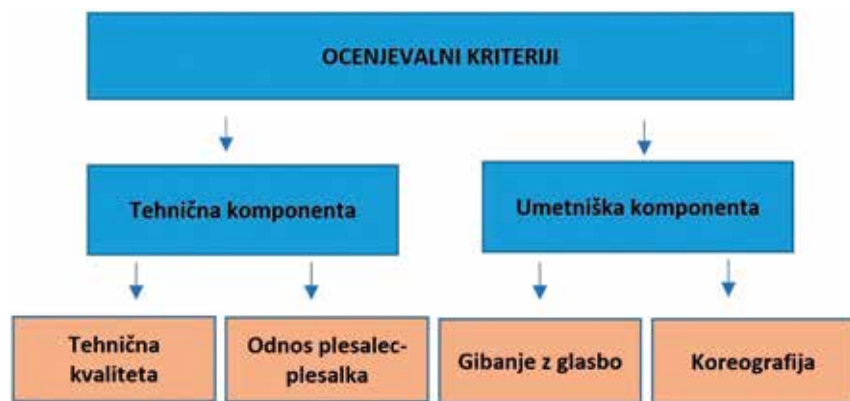 OCENJEVALNI KRITERIJI
Tehnična komponenta
Umetniška komponenta
Tehnična
kvaliteta
Odnos plesalec-
plesalka
Gibanje z glasbo
Koreografija